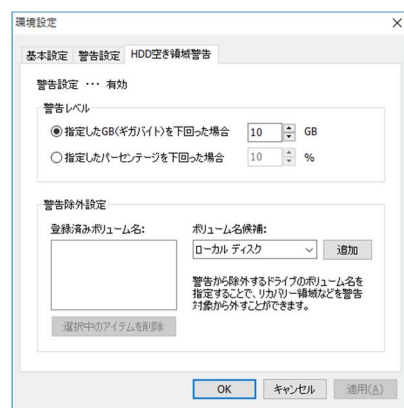 環境設定
基本設定 警告設定 HDD空き領域警告
警告設定 ･･･ 有効
警告レベル
指定したGB(ギガバイト)を下回った場合 10 GB
指定したパーセンテージを下回った場合 10 %
警告除外設定
登録済みボリューム名: ボリューム名候補:
ローカル ディスク 追加
警告から除外するドライブのボリューム名を
指定することで、リカバリー領域などを警告
対象から外すことができます。
選択中のアイテムを削除
OK キャンセル 適用(A)